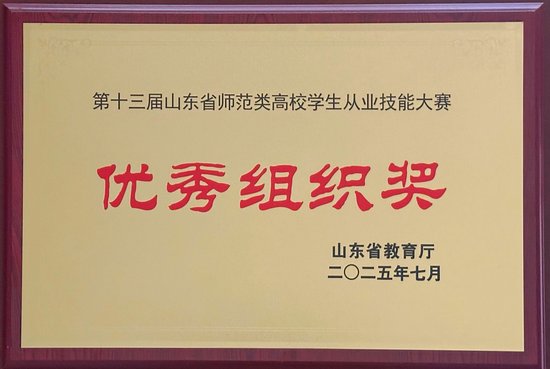 第十三届山东省师范类高校学生从业技能大赛
优秀组织奖
山东省教育厅
二〇二五年七月